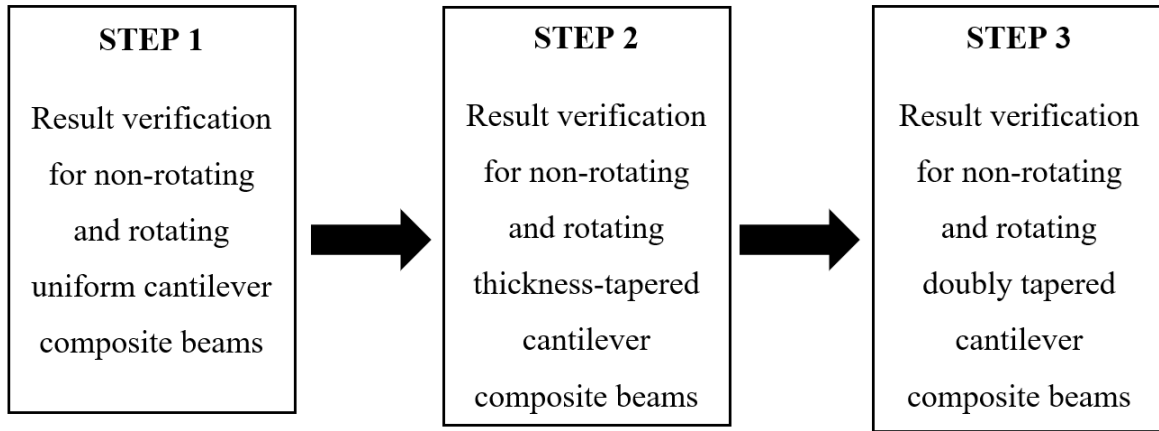 STEP 1
Result verification
for non-rotating
and rotating
uniform cantilever
composite beams
STEP 2
Result verification
for non-rotating
and rotating
thickness-tapered
cantilever
composite beams
STEP 3
Result verification
for non-rotating
and rotating
doubly tapered
cantilever
composite beams